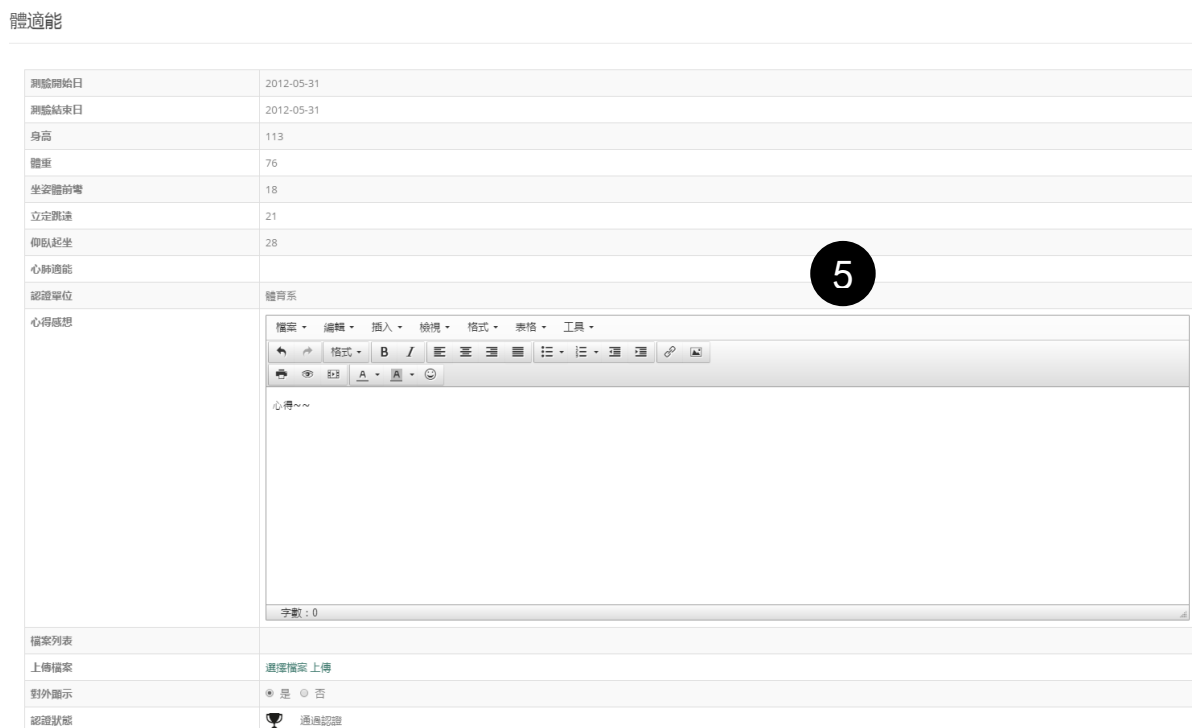 體適能
測驗開始日 2012-05-31
測驗結束日 2012-05-31
身高 113
體重 76
坐姿體前彎 18
立定跳遠 21
仰臥起坐 28
心肺適能
5
認證單位 體育系
心得感想
檔案 編輯 插入 檢視 格式 表格 工具
格式 B I
A A
心得~~
字數：0
檔案列表
上傳檔案 選擇檔案 上傳
對外顯示 是 否
認證狀態 通過認證